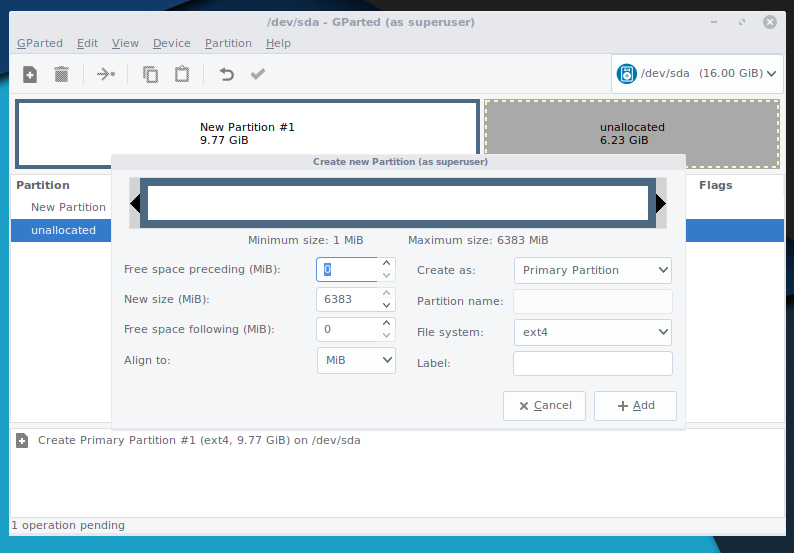 /dev/sda - GParted (as superuser)
GParted Edit View Device Partition Help
/dev/sda (16.00 GiB)
New Partition #1
9.77 GiB
unallocated
6.23 GiB
Create new Partition (as superuser)
Partition
Flags
New Partition
unallocated
Minimum size: 1 MiB Maximum size: 6383 MiB
Free space preceding (MiB): 0
Create as: Primary Partition
New size (MiB): 6383
Partition name:
Free space following (MiB): 0
File system: ext4
Align to: MiB
Label:
Cancel
Add
Create Primary Partition #1 (ext4, 9.77 GiB) on /dev/sda
1 operation pending